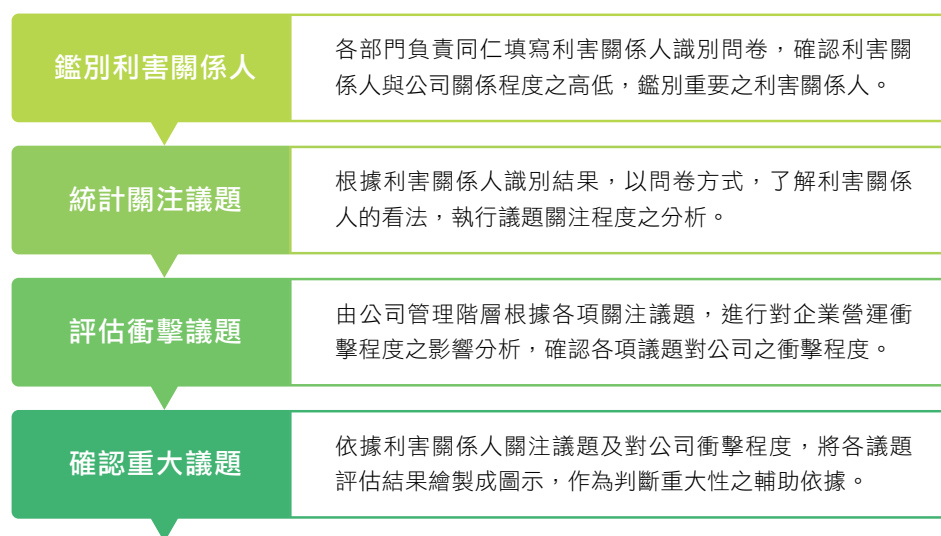 鑑別利害關係人
各部門負責同仁填寫利害關係人識別問卷，確認利害關
係人與公司關係程度之高低，鑑別重要之利害關係人。
統計關注議題
根據利害關係人識別結果，以問卷方式，了解利害關係
人的看法，執行議題關注程度之分析。
評估衝擊議題
由公司管理階層根據各項關注議題，進行對企業營運衝
擊程度之影響分析，確認各項議題對公司之衝擊程度。
確認重大議題
依據利害關係人關注議題及對公司衝擊程度，將各議題
評估結果繪製成圖示，作為判斷重大性之輔助依據。